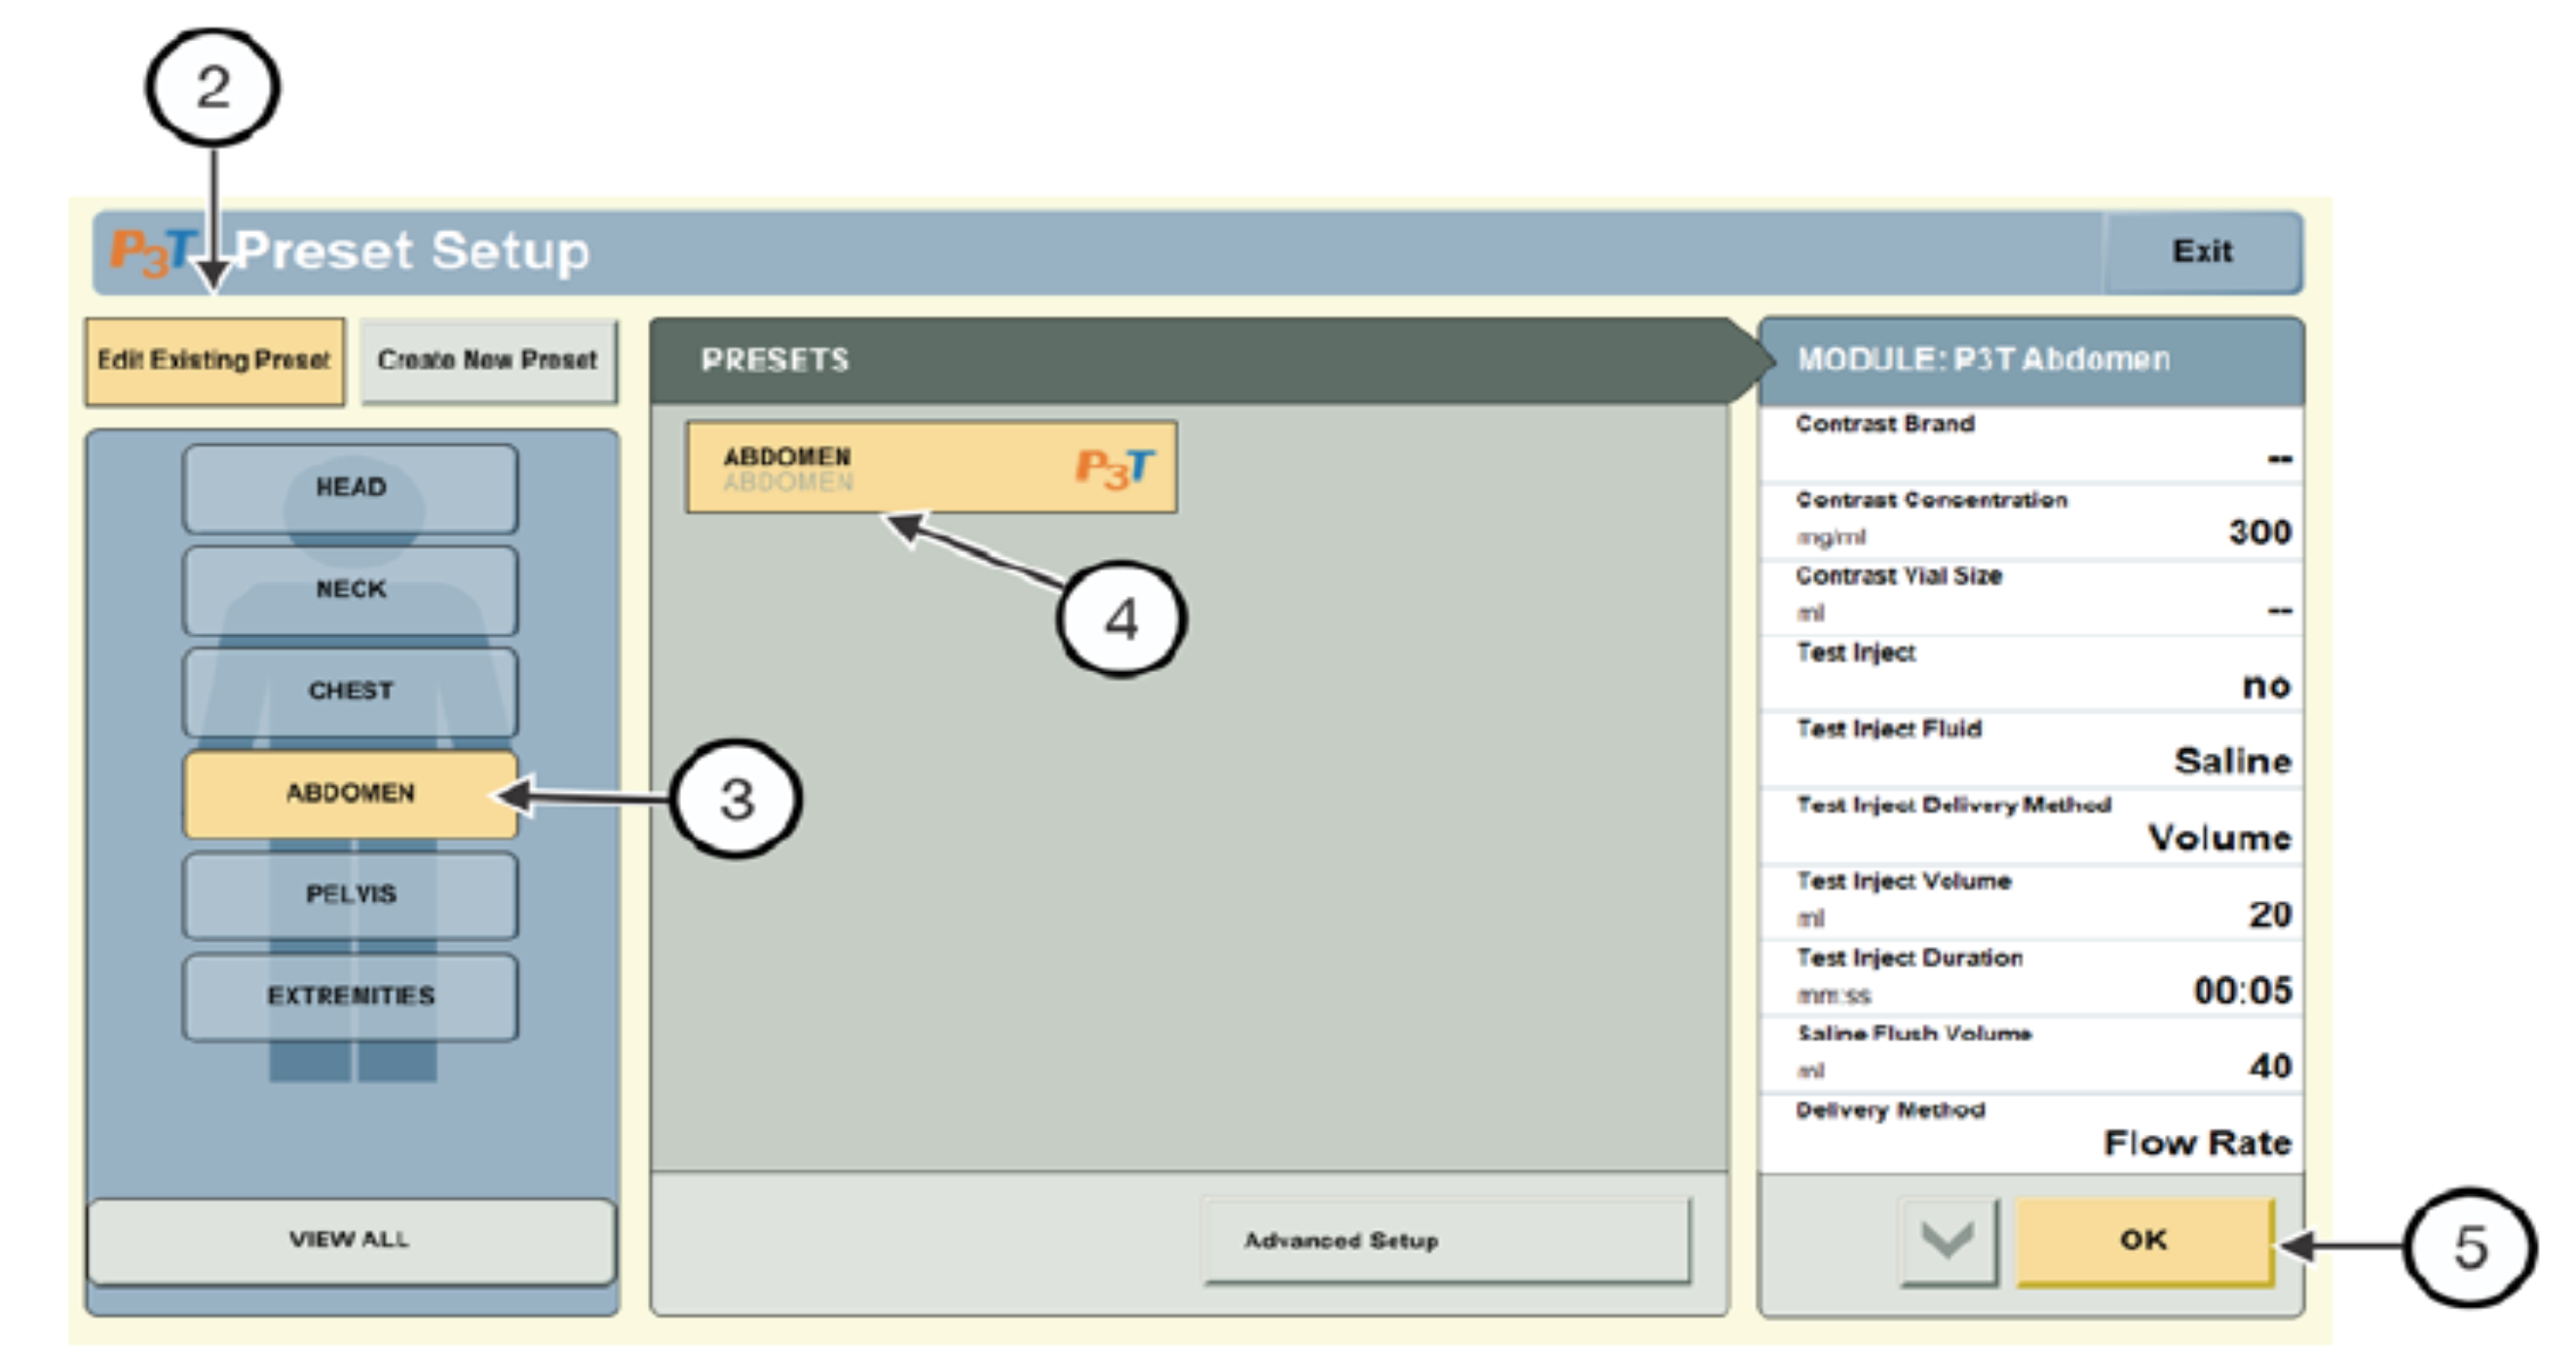 2
P3T Preset Setup
Exit
Edit Existing Preset
Create New Preset
HEAD
NECK
CHEST
ABDOMEN
PELVIS
EXTREMITIES
VIEW ALL
3
PRESETS
ABDOMEN
ABDOMEN
P3T
4
Advanced Setup
MODULE: P3T Abdomen
Contrast Brand
--
Contrast Concentration
mg/ml
300
Contrast Vial Size
ml
--
Test Inject
no
Test Inject Fluid
Saline
Test Inject Delivery Method
Volume
Test Inject Volume
ml
20
Test Inject Duration
mm:ss
00:05
Saline Flush Volume
ml
40
Delivery Method
Flow Rate
OK
5